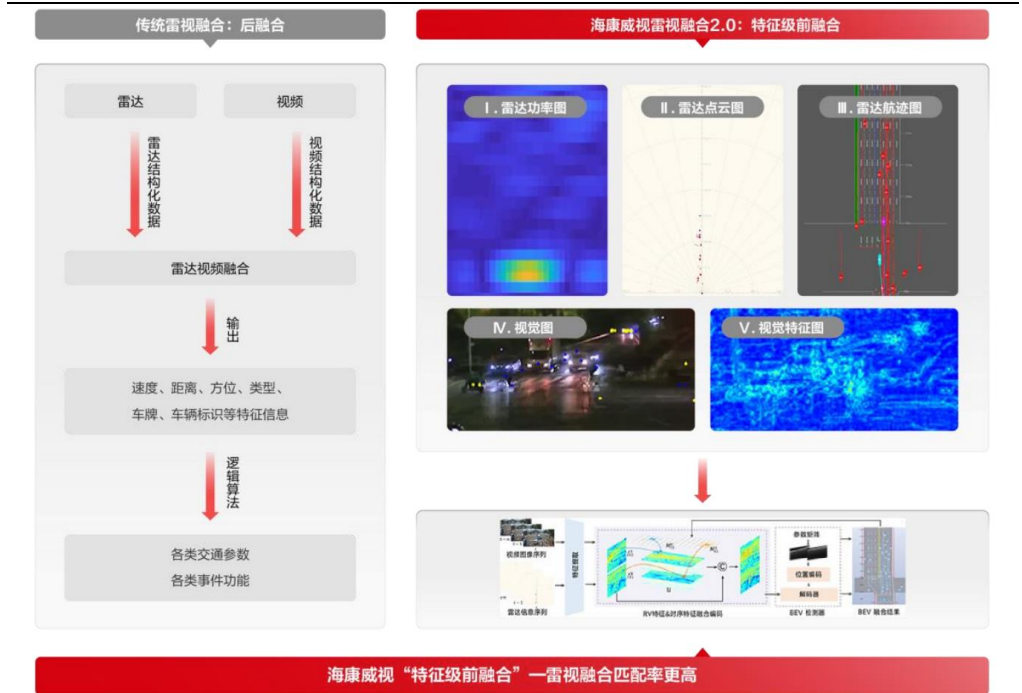 传统雷视融合：后融合
海康威视雷视融合2.0：特征级前融合
雷达
视频
雷达结构化数据
视频结构化数据
雷达视频融合
输出
速度、距离、方位、类型、
车牌、车辆标识等特征信息
逻辑算法
各类交通参数
各类事件功能
Ⅰ.雷达功率图
Ⅱ.雷达点云图
Ⅲ.雷达航迹图
Ⅳ.视觉图
Ⅴ.视觉特征图
视频图像序列
雷达信息序列
特征提取
RV特征&时序特征融合编码
参数矩阵
位置编码
解码器
BEV 检测器
BEV 融合结果
海康威视“特征级前融合”—雷视融合匹配率更高